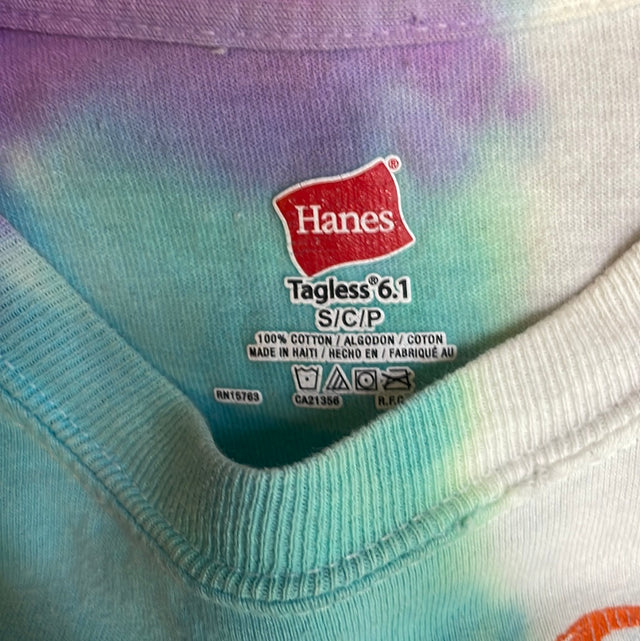 Hanes®
Tagless® 6.1
S/C/P
100% COTTON / ALGODON / COTON
MADE IN HAITI / HECHO EN / FABRIQUÉ AU
RN15763 CA21356 R.F.C.